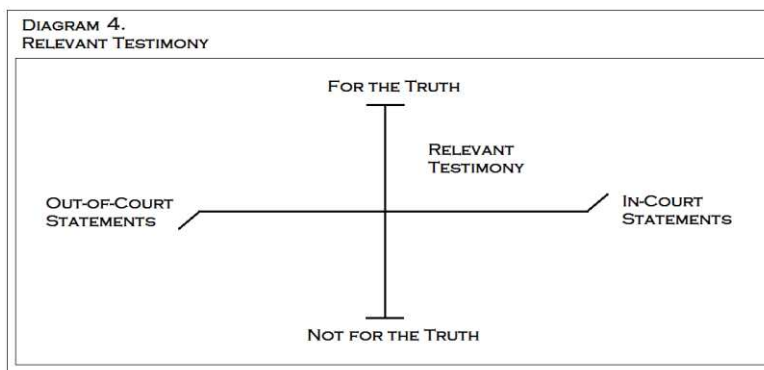 DIAGRAM 4.
RELEVANT TESTIMONY
FOR THE TRUTH
RELEVANT
TESTIMONY
OUT-OF-COURT
STATEMENTS
IN-COURT
STATEMENTS
NOT FOR THE TRUTH